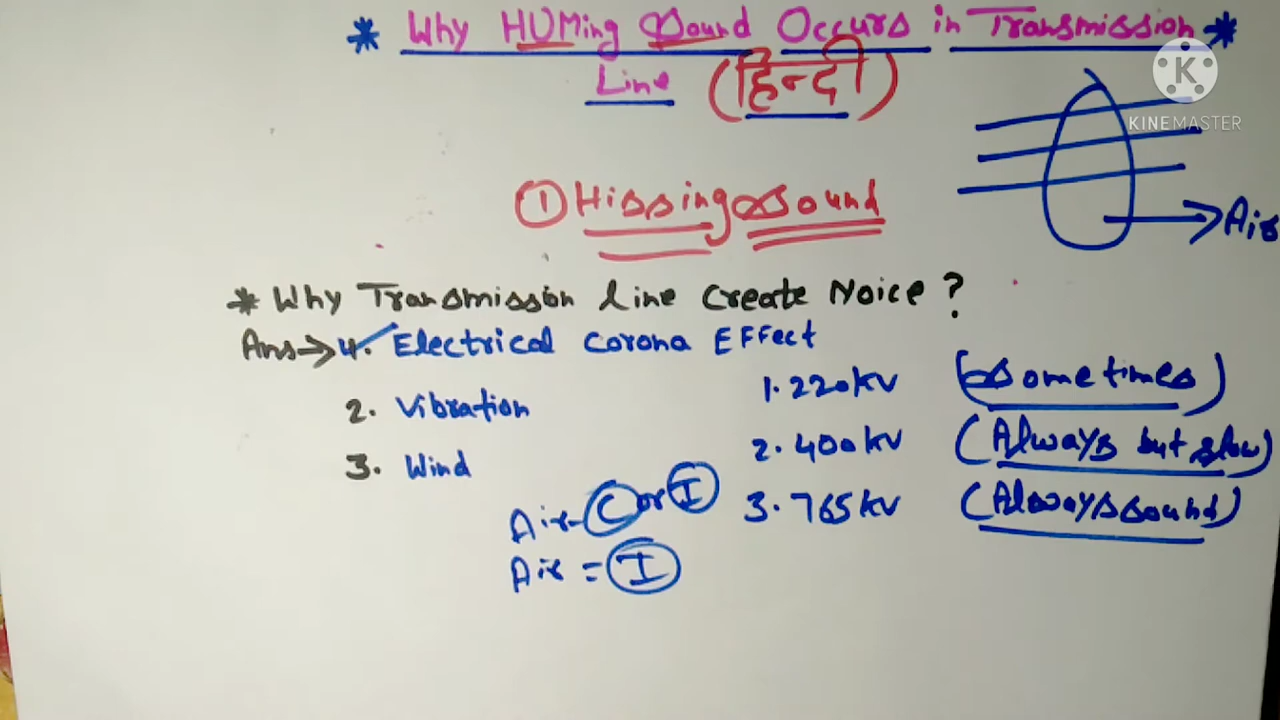 * Why HUMing Sound Occurs in Transmission *
Line (हिन्दी)
K
KINEMASTER
① Hissing Sound
Air
* Why Transmission line Create Noice ?
Ans → 1. Electrical Corona Effect
2. Vibration
3. Wind
1. 220kv (Sometimes)
2. 400kv (Always but slow)
3. 765kv (Always sound)
Air - C or I
Air = I